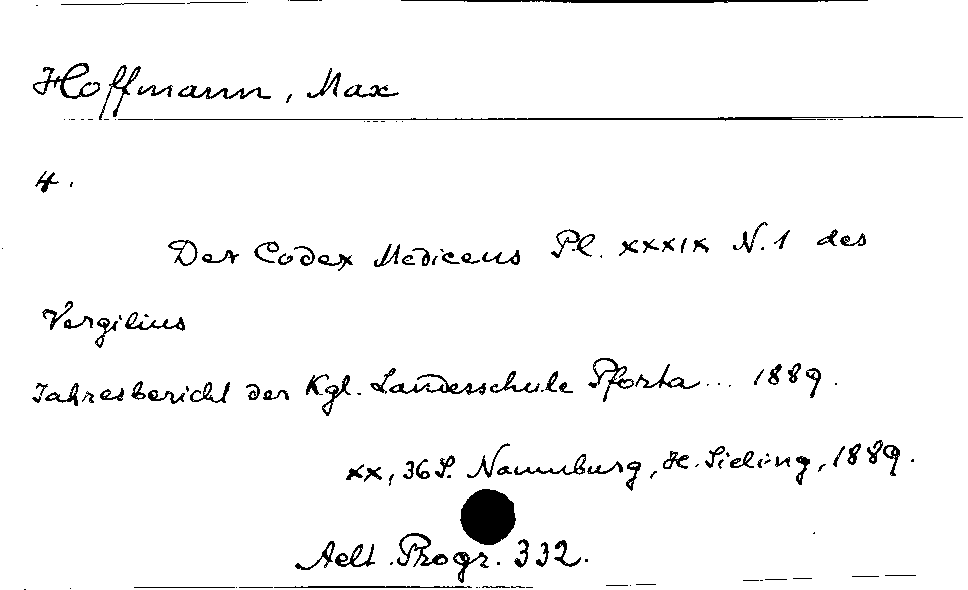 Hoffmann, Max
4.
Der Codex Mediceus Pl. XXXIX N.1 des
Vergilius
Jahresbericht der Kgl. Landesschule Pforta ... 1889.
XX, 36 S. Naumburg, H. Sieling, 1889.
Aelt. Progr. 332.